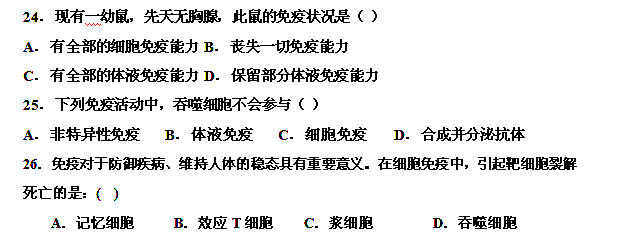 24．现有一幼鼠，先天无胸腺，此鼠的免疫状况是（ ）
A．有全部的细胞免疫能力 B．丧失一切免疫能力
C．有全部的体液免疫能力 D．保留部分体液免疫能力
25．下列免疫活动中，吞噬细胞不会参与（ ）
A．非特异性免疫 B．体液免疫 C．细胞免疫 D．合成并分泌抗体
26．免疫对于防御疾病、维持人体的稳态具有重要意义。在细胞免疫中，引起靶细胞裂解
死亡的是：（ ）
A．记忆细胞 B．效应 T 细胞 C．浆细胞 D．吞噬细胞